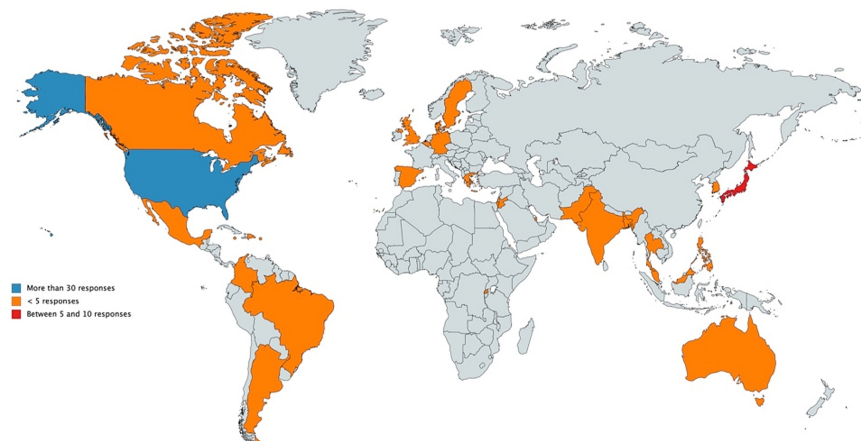 More than 30 responses
< 5 responses
Between 5 and 10 responses